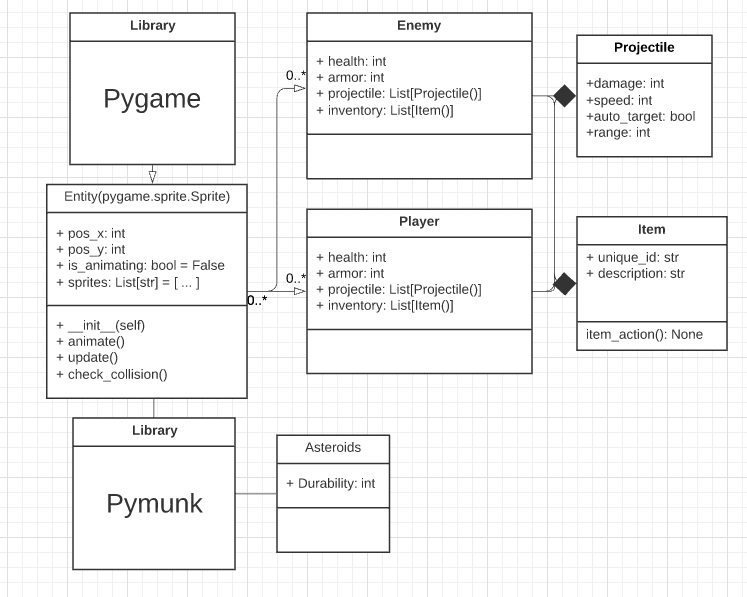 Library
Pygame
Entity(pygame.sprite.Sprite)
+ pos_x: int
+ pos_y: int
+ is_animating: bool = False
+ sprites: List[str] = [ ... ]
+ __init__(self)
+ animate()
+ update()
+ check_collision()
0..*
Library
Pymunk
Asteroids
+ Durability: int
0..*
Enemy
+ health: int
+ armor: int
+ projectile: List[Projectile()]
+ inventory: List[Item()]
0..*
Player
+ health: int
+ armor: int
+ projectile: List[Projectile()]
+ inventory: List[Item()]
Projectile
+damage: int
+speed: int
+auto_target: bool
+range: int
Item
+ unique_id: str
+ description: str
item_action(): None